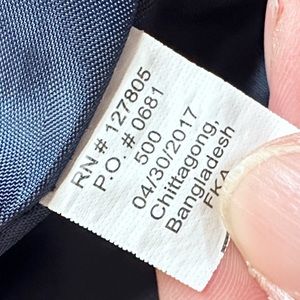 RN # 127805
P.O. # 0681
500
04/30/2017
Chittagong,
Bangladesh
FKA